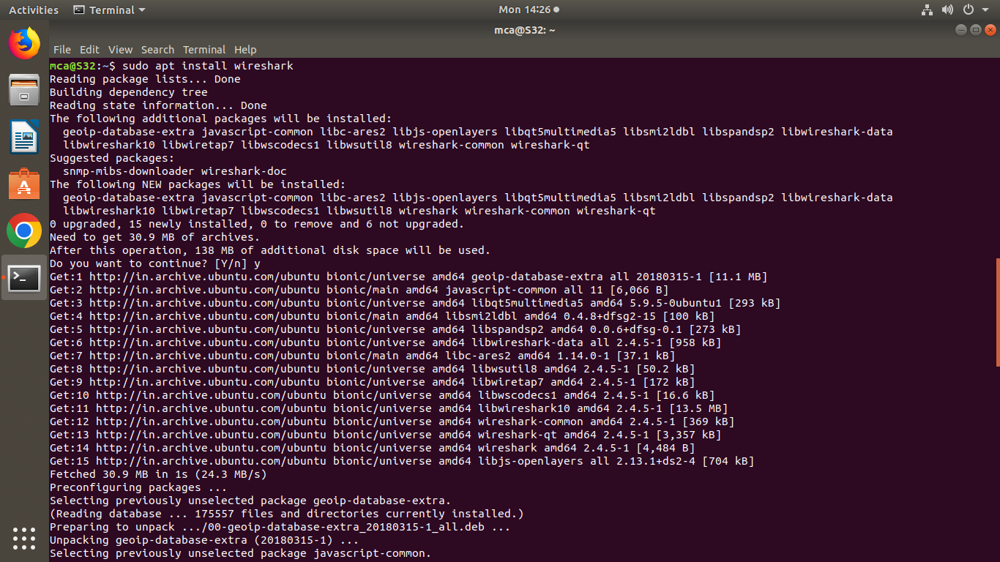 Activities Terminal Mon 14:26
mca@S32: ~
File Edit View Search Terminal Help
mca@S32:~$ sudo apt install wireshark
Reading package lists... Done
Building dependency tree
Reading state information... Done
The following additional packages will be installed:
  geoip-database-extra javascript-common libc-ares2 libjs-openlayers libqt5multimedia5 libsmi2ldbl libspandsp2 libwireshark-data
  libwireshark10 libwiretap7 libwscodecs1 libwsutil8 wireshark-common wireshark-qt
Suggested packages:
  snmp-mibs-downloader wireshark-doc
The following NEW packages will be installed:
  geoip-database-extra javascript-common libc-ares2 libjs-openlayers libqt5multimedia5 libsmi2ldbl libspandsp2 libwireshark-data
  libwireshark10 libwiretap7 libwscodecs1 libwsutil8 wireshark wireshark-common wireshark-qt
0 upgraded, 15 newly installed, 0 to remove and 6 not upgraded.
Need to get 30.9 MB of archives.
After this operation, 138 MB of additional disk space will be used.
Do you want to continue? [Y/n] y
Get:1 http://in.archive.ubuntu.com/ubuntu bionic/universe amd64 geoip-database-extra all 20180315-1 [11.1 MB]
Get:2 http://in.archive.ubuntu.com/ubuntu bionic/main amd64 javascript-common all 11 [6,066 B]
Get:3 http://in.archive.ubuntu.com/ubuntu bionic/universe amd64 libqt5multimedia5 amd64 5.9.5-0ubuntu1 [293 kB]
Get:4 http://in.archive.ubuntu.com/ubuntu bionic/main amd64 libsmi2ldbl amd64 0.4.8+dfsg2-15 [100 kB]
Get:5 http://in.archive.ubuntu.com/ubuntu bionic/universe amd64 libspandsp2 amd64 0.0.6+dfsg-0.1 [273 kB]
Get:6 http://in.archive.ubuntu.com/ubuntu bionic/universe amd64 libwireshark-data all 2.4.5-1 [958 kB]
Get:7 http://in.archive.ubuntu.com/ubuntu bionic/main amd64 libc-ares2 amd64 1.14.0-1 [37.1 kB]
Get:8 http://in.archive.ubuntu.com/ubuntu bionic/universe amd64 libwsutil8 amd64 2.4.5-1 [50.2 kB]
Get:9 http://in.archive.ubuntu.com/ubuntu bionic/universe amd64 libwiretap7 amd64 2.4.5-1 [172 kB]
Get:10 http://in.archive.ubuntu.com/ubuntu bionic/universe amd64 libwscodecs1 amd64 2.4.5-1 [16.6 kB]
Get:11 http://in.archive.ubuntu.com/ubuntu bionic/universe amd64 libwireshark10 amd64 2.4.5-1 [13.5 MB]
Get:12 http://in.archive.ubuntu.com/ubuntu bionic/universe amd64 wireshark-common amd64 2.4.5-1 [369 kB]
Get:13 http://in.archive.ubuntu.com/ubuntu bionic/universe amd64 wireshark-qt amd64 2.4.5-1 [3,357 kB]
Get:14 http://in.archive.ubuntu.com/ubuntu bionic/universe amd64 wireshark amd64 2.4.5-1 [4,484 B]
Get:15 http://in.archive.ubuntu.com/ubuntu bionic/universe amd64 libjs-openlayers all 2.13.1+ds2-4 [704 kB]
Fetched 30.9 MB in 1s (24.3 MB/s)
Preconfiguring packages ...
Selecting previously unselected package geoip-database-extra.
(Reading database ... 175557 files and directories currently installed.)
Preparing to unpack .../00-geoip-database-extra_20180315-1_all.deb ...
Unpacking geoip-database-extra (20180315-1) ...
Selecting previously unselected package javascript-common.